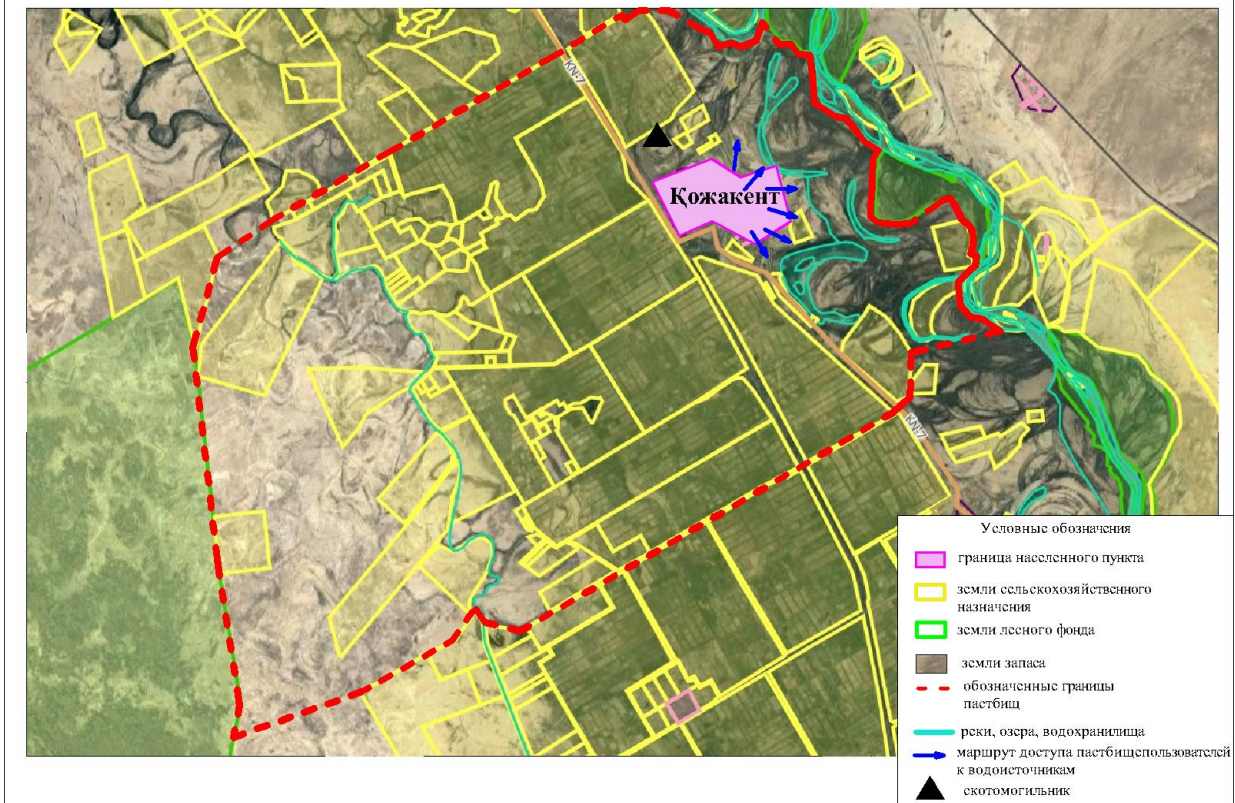 KN-7
Қожакент
KN-7
Условные обозначения
граница населенного пункта
земли сельскохозяйственного
назначения
земли лесного фонда
земли запаса
обозначенные границы
пастбищ
реки, озера, водохранилища
маршрут доступа пастбищепользователей
к водоисточникам
скотомогильник